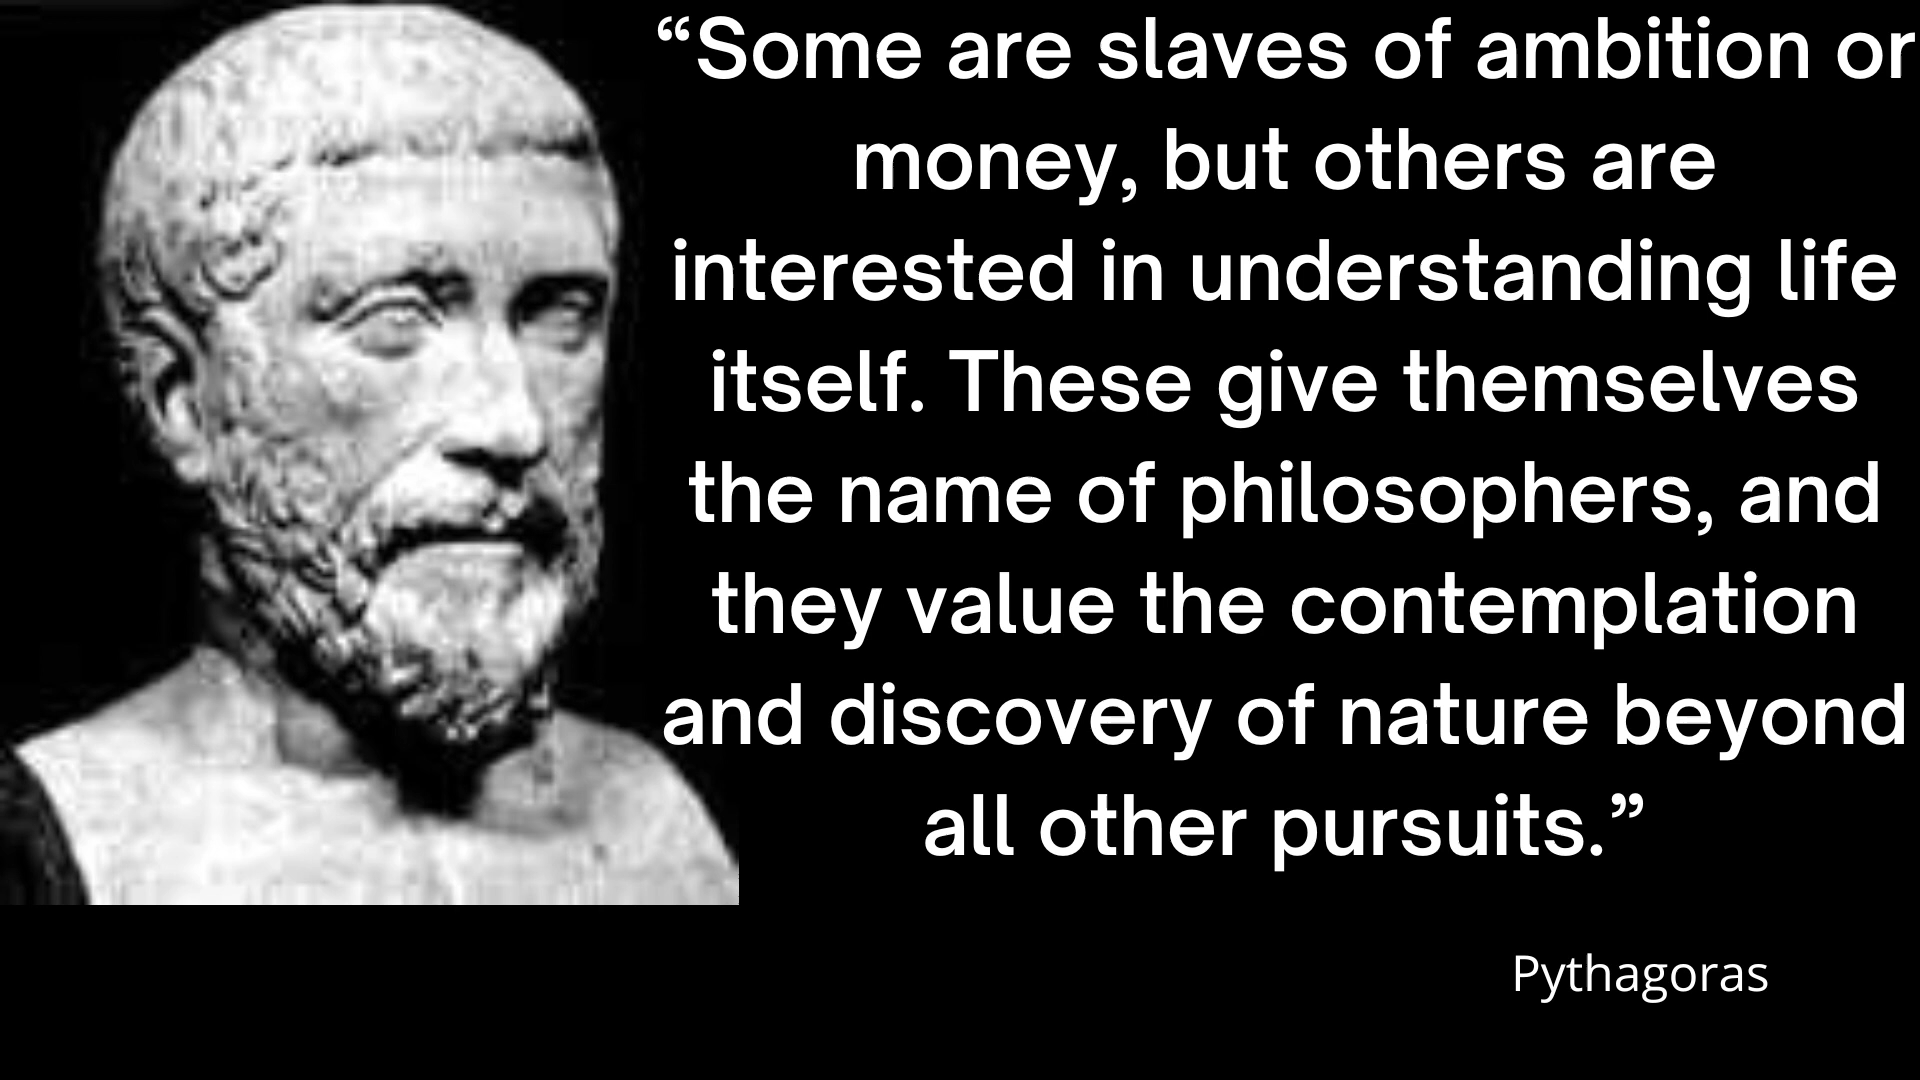 “Some are slaves of ambition or
money, but others are
interested in understanding life
itself. These give themselves
the name of philosophers, and
they value the contemplation
and discovery of nature beyond
all other pursuits.”
Pythagoras